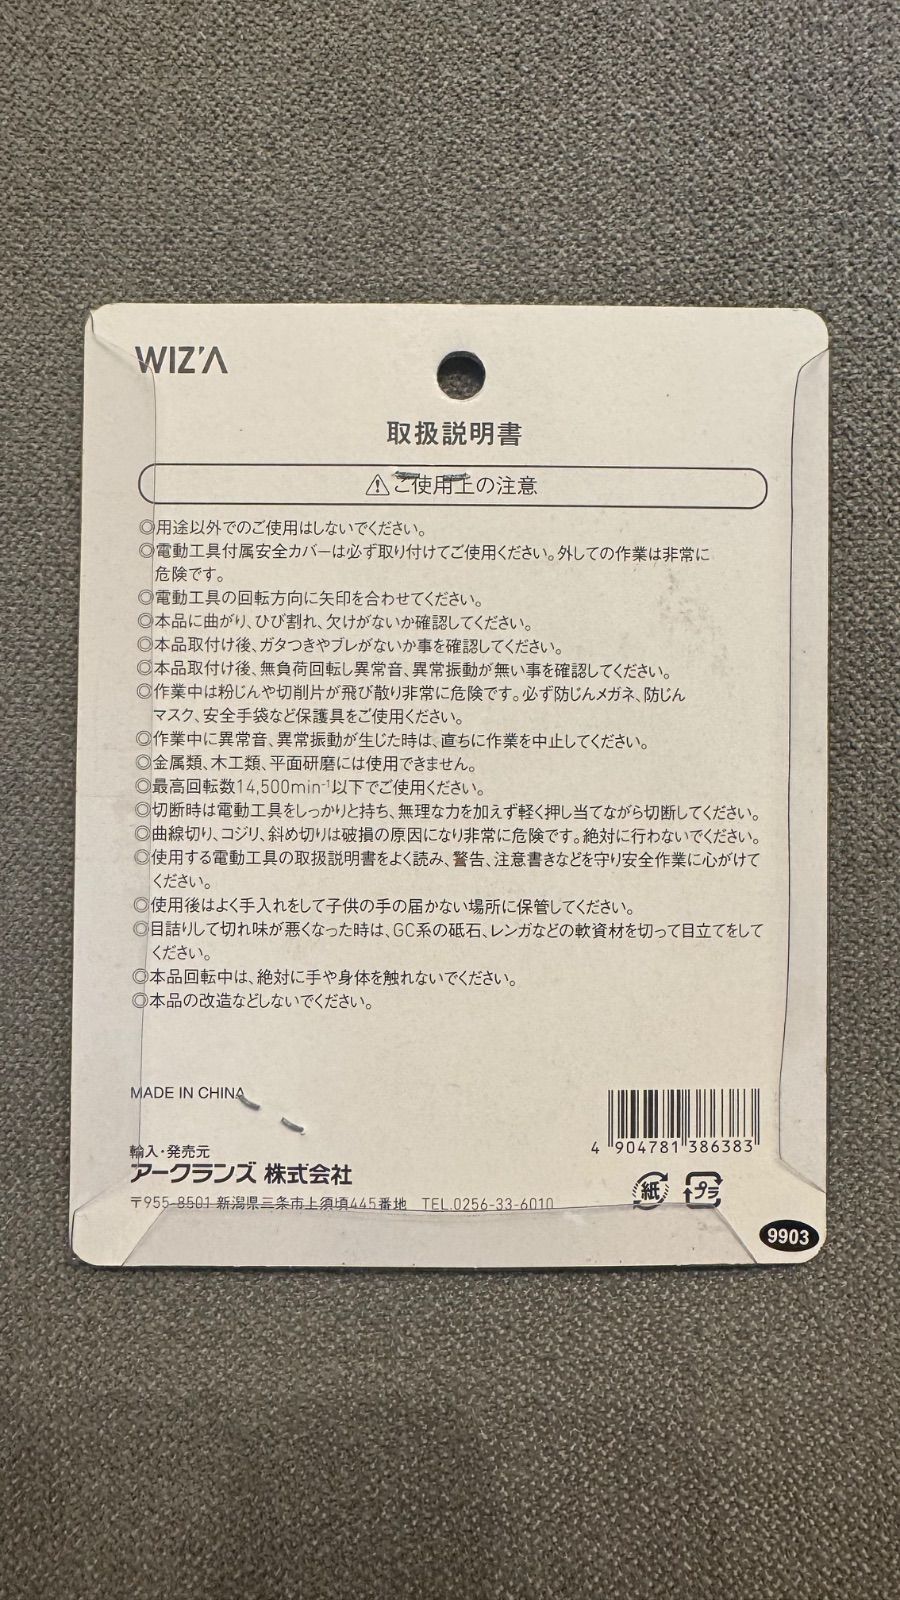 WIZ'A
取扱説明書
⚠ご使用上の注意
◎用途以外でのご使用はしないでください。
◎電動工具付属安全カバーは必ず取り付けてご使用ください。外しての作業は非常に
危険です。
◎電動工具の回転方向に矢印を合わせてください。
◎本品に曲がり、ひび割れ、欠けがないか確認してください。
◎本品取付け後、ガタつきやブレがないか事を確認してください。
◎本品取付け後、無負荷回転し異常音、異常振動が無い事を確認してください。
◎作業中は粉じんや切削片が飛び散り非常に危険です。必ず防じんメガネ、防じん
マスク、安全手袋など保護具をご使用ください。
◎作業中に異常音、異常振動が生じた時は、直ちに作業を中止してください。
◎金属類、木工類、平面研磨には使用できません。
◎最高回転数14,500min⁻¹以下でご使用ください。
◎切断時は電動工具をしっかりと持ち、無理な力を加えず軽く押し当てながら切断してください。
◎曲線切り、コジリ、斜め切りは破損の原因になり非常に危険です。絶対に行わないでください。
◎使用する電動工具の取扱説明書をよく読み、警告、注意書きなどを守り安全作業に心がけて
ください。
◎使用後はよく手入れをして子供の手の届かない場所に保管してください。
◎目詰りして切れ味が悪くなった時は、GC系の砥石、レンガなどの軟資材を切って目立てをして
ください。
◎本品回転中は、絶対に手や身体を触れないでください。
◎本品の改造などしないでください。
MADE IN CHINA
輸入・発売元
アークランズ 株式会社
〒955-8501 新潟県三条市上須頃445番地 TEL.0256-33-6010
4 904781 386383
紙 プラ
9903